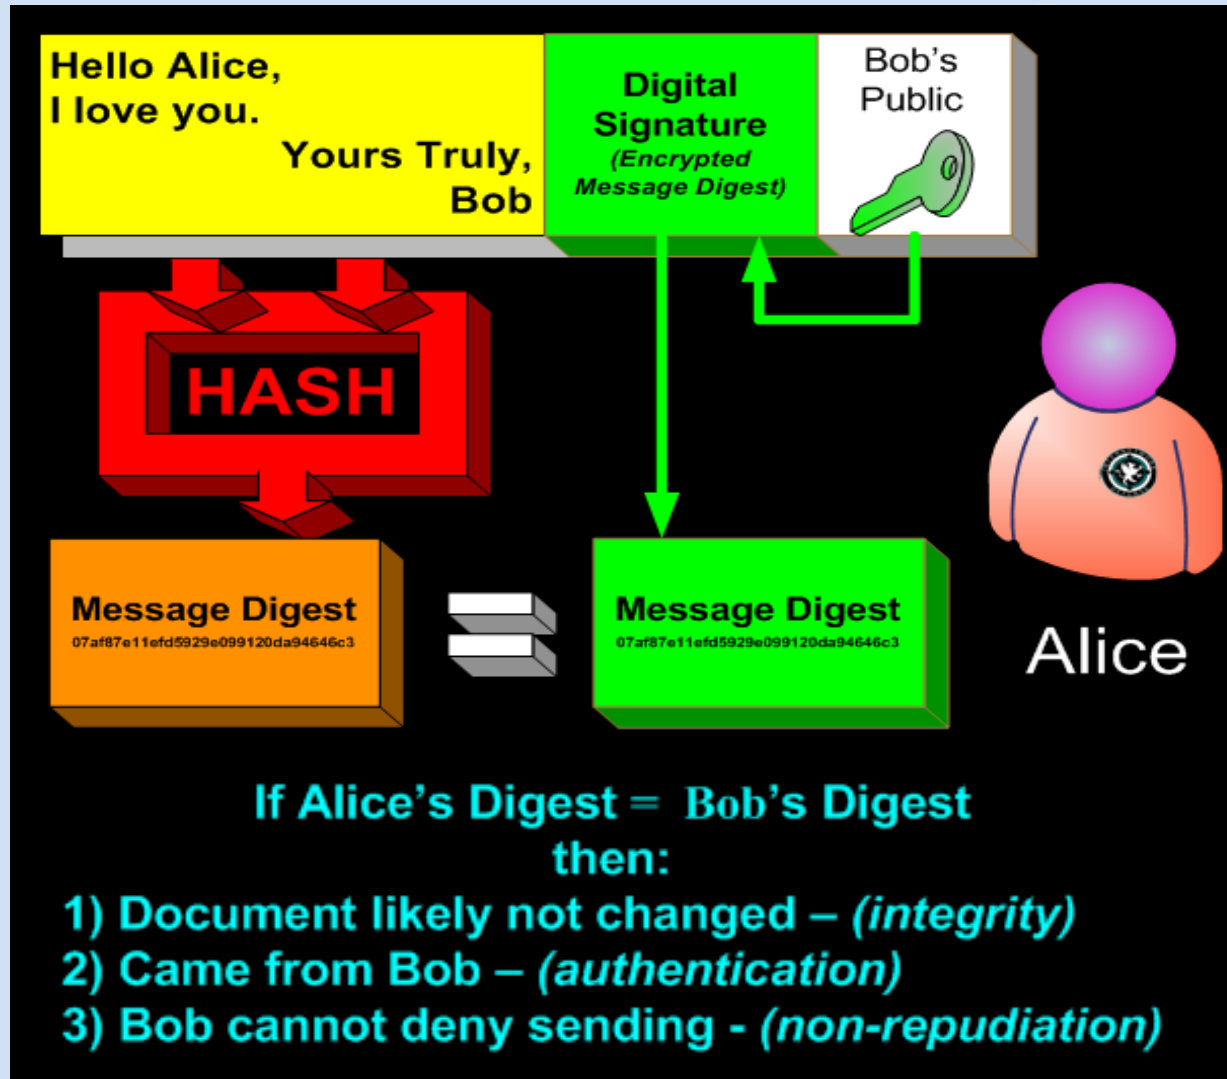 Hello Alice,
I love you.
Yours Truly,
Bob
Digital
Signature
(Encrypted
Message Digest)
Bob's
Public
HASH
Message Digest
07af87e11efd5929e099120da94646c3
Message Digest
07af87e11efd5929e099120da94646c3
Alice
If Alice's Digest = Bob's Digest
then:
1) Document likely not changed – (integrity)
2) Came from Bob – (authentication)
3) Bob cannot deny sending - (non-repudiation)